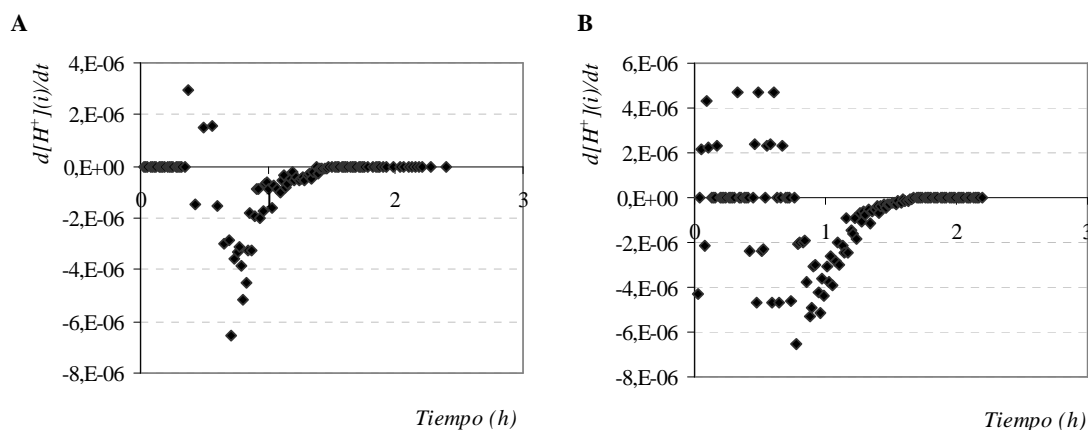 A
B
d[H+](i)/dt
4,E-06
2,E-06
0,E+00
-2,E-06
-4,E-06
-6,E-06
-8,E-06
0
1
2
3
Tiempo (h)
d[H+](i)/dt
6,E-06
4,E-06
2,E-06
0,E+00
-2,E-06
-4,E-06
-6,E-06
-8,E-06
0
1
2
3
Tiempo (h)